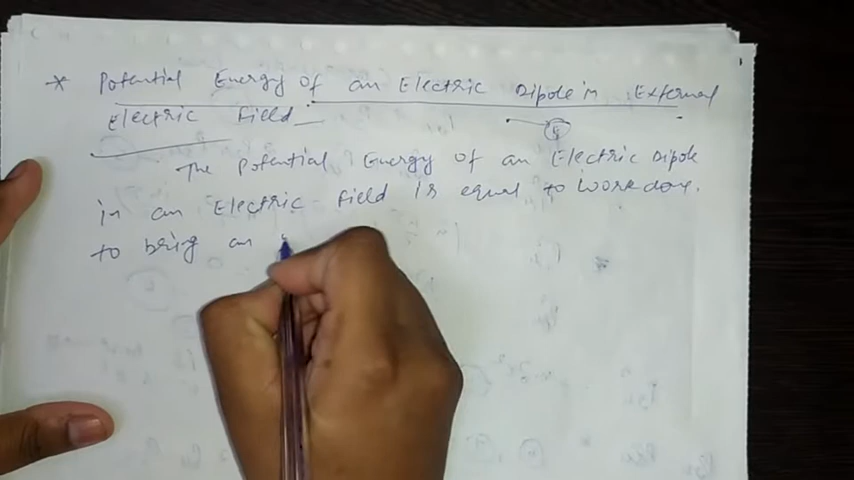 * Potential Energy of an Electric Dipole in External
Electric field
The Potential Energy of an Electric Dipole
in an Electric field is equal to work done.
to bring an